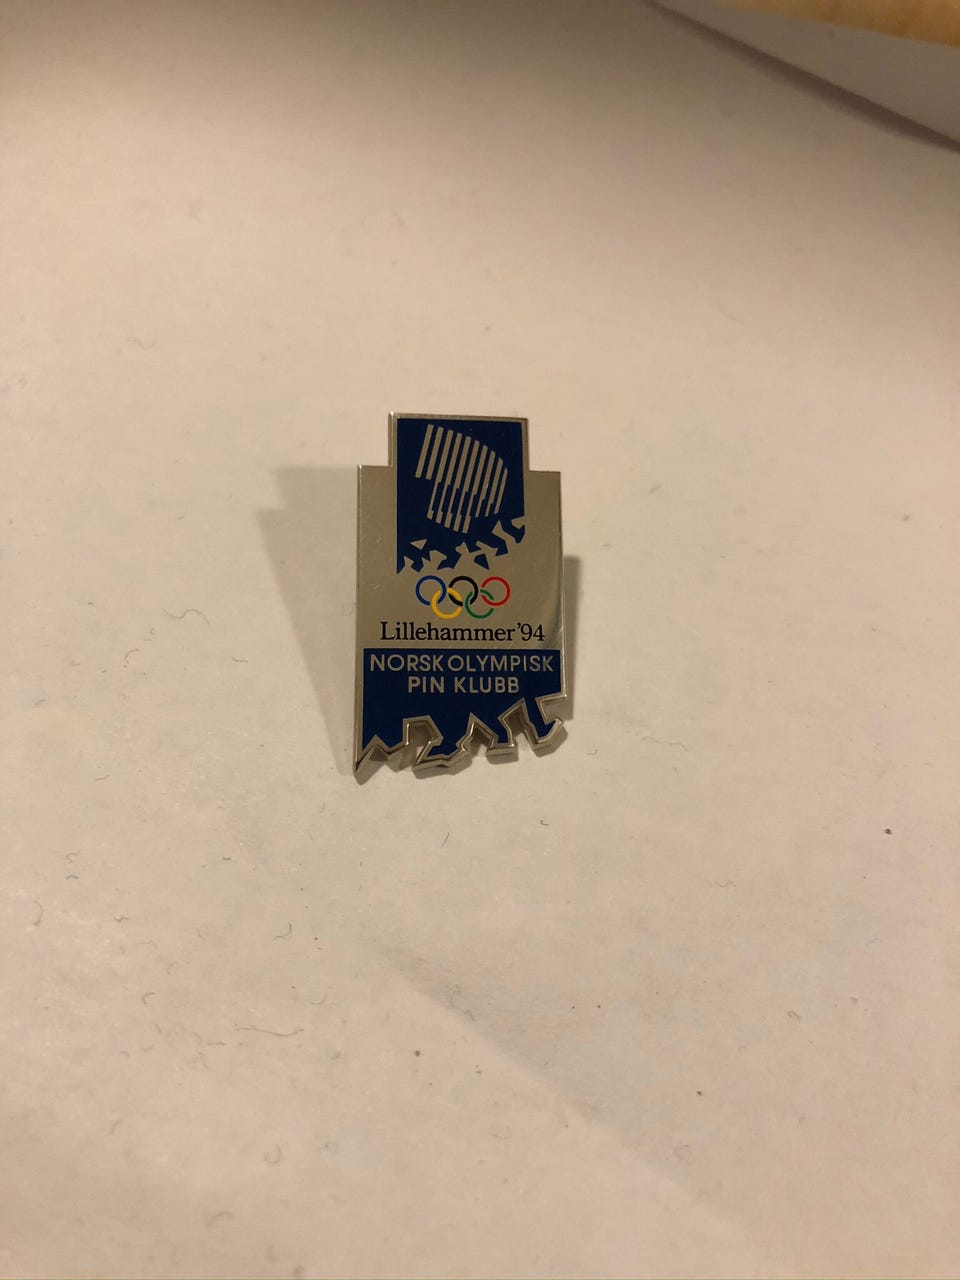 Lillehammer'94
NORSK OLYMPISK
PIN KLUBB